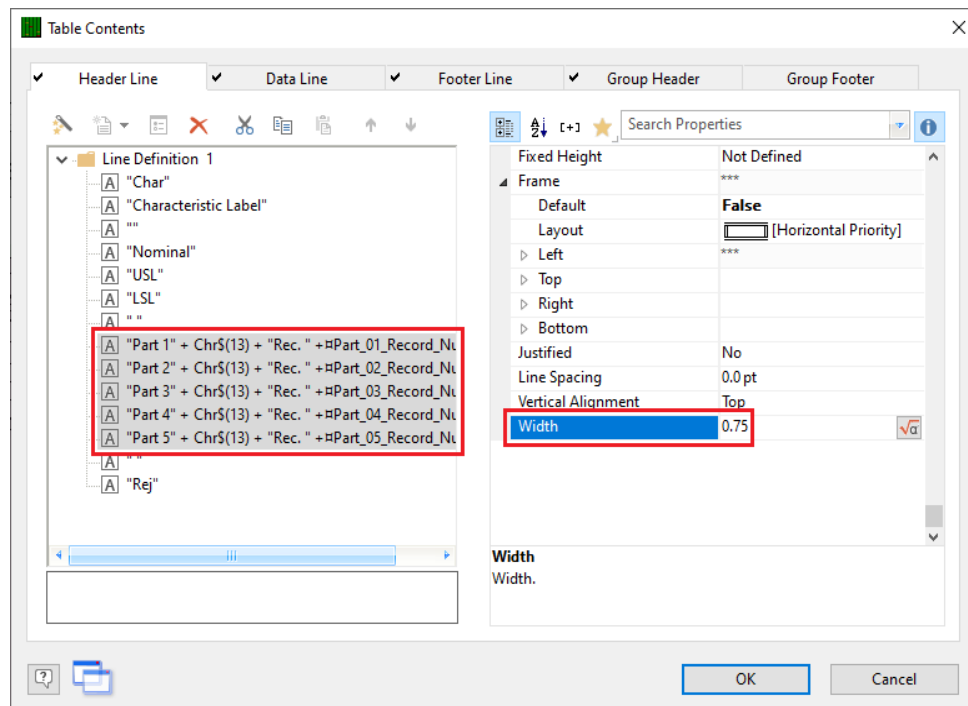 Table Contents
Header Line
Data Line
Footer Line
Group Header
Group Footer
Search Properties
Line Definition 1
"Char"
"Characteristic Label"
""
"Nominal"
"USL"
"LSL"
" "
"Part 1" + Chr$(13) + "Rec. " +¤Part_01_Record_Nu
"Part 2" + Chr$(13) + "Rec. " +¤Part_02_Record_Nu
"Part 3" + Chr$(13) + "Rec. " +¤Part_03_Record_Nu
"Part 4" + Chr$(13) + "Rec. " +¤Part_04_Record_Nu
"Part 5" + Chr$(13) + "Rec. " +¤Part_05_Record_Nu
" "
"Rej"
Fixed Height Not Defined
Frame ***
Default False
Layout [Horizontal Priority]
Left ***
Top
Right
Bottom
Justified No
Line Spacing 0.0 pt
Vertical Alignment Top
Width 0.75
Width
Width.
OK
Cancel